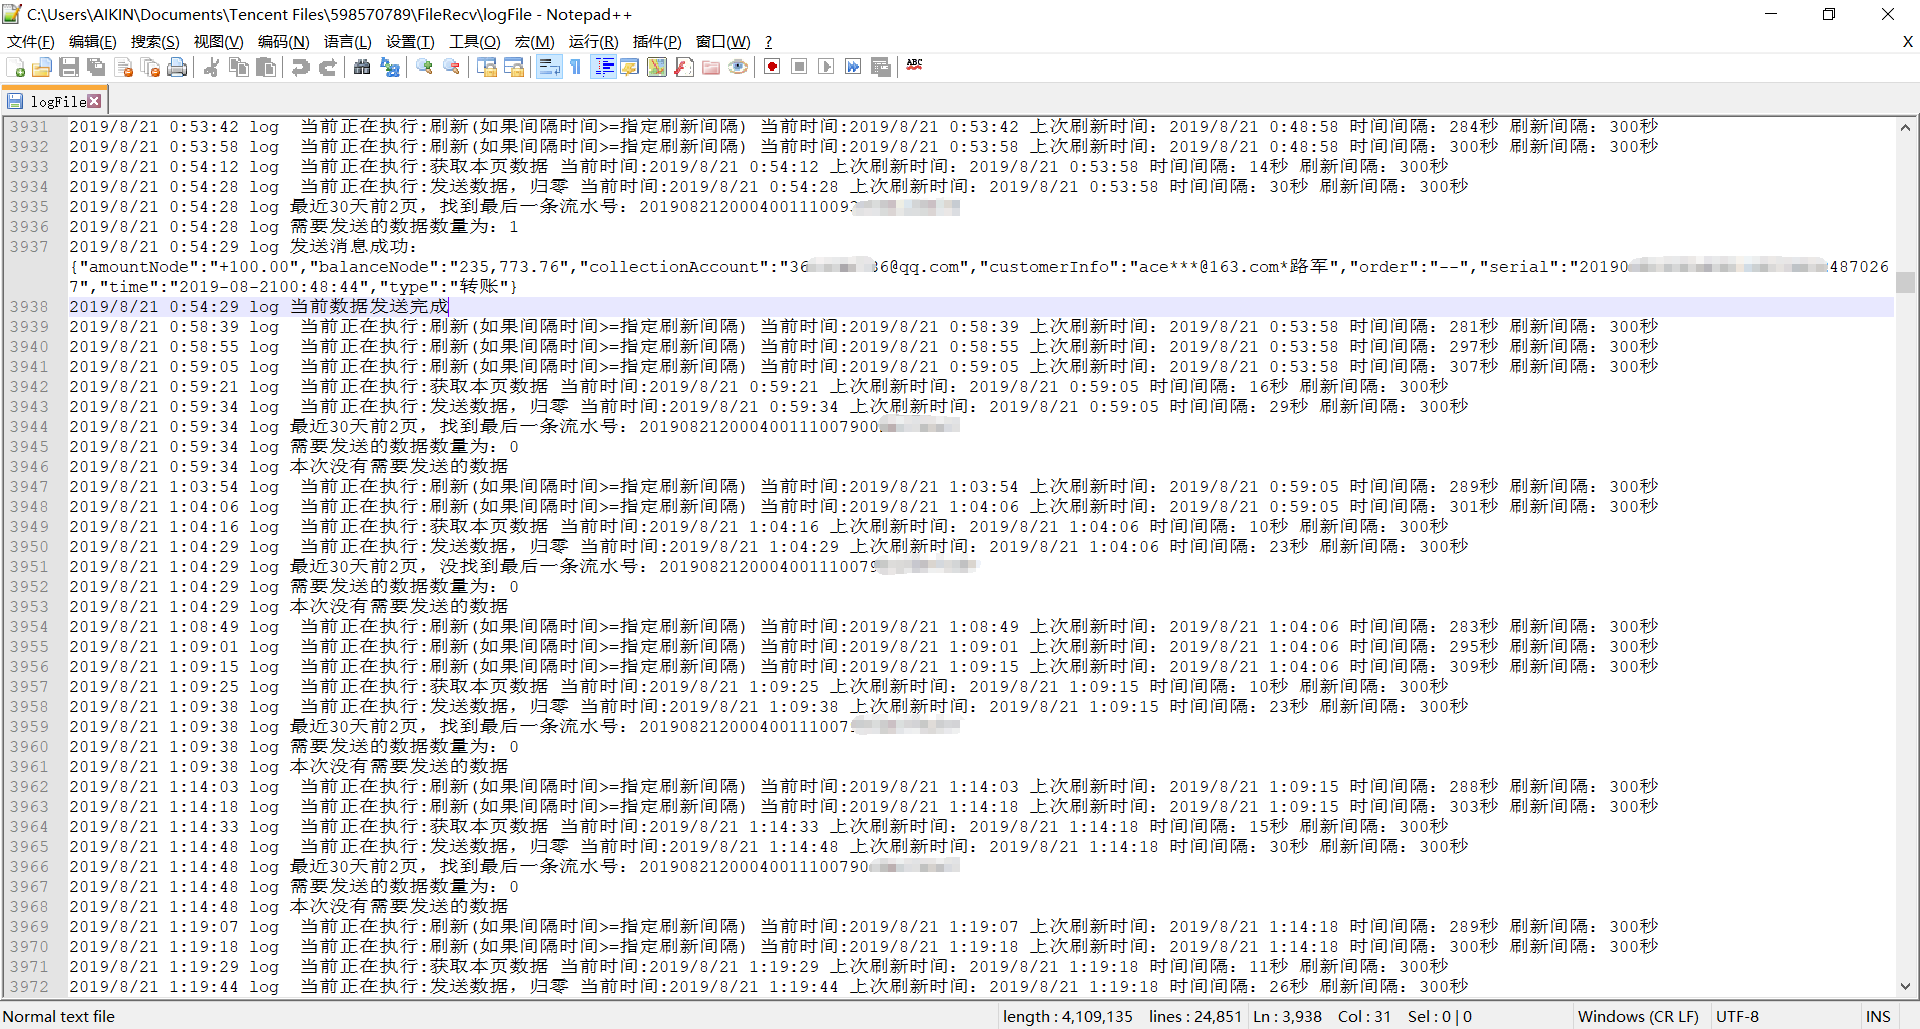 C:\Users\AIKIN\Documents\Tencent Files\598570789\FileRecv\logFile - Notepad++
文件(F) 编辑(E) 搜索(S) 视图(V) 编码(N) 语言(L) 设置(T) 工具(O) 宏(M) 运行(R) 插件(P) 窗口(W) ? X
ABC
logFile
3931 2019/8/21 0:53:42 log 当前正在执行:刷新(如果间隔时间>=指定刷新间隔) 当前时间:2019/8/21 0:53:42 上次刷新时间：2019/8/21 0:48:58 时间间隔：284秒 刷新间隔：300秒
3932 2019/8/21 0:53:58 log 当前正在执行:刷新(如果间隔时间>=指定刷新间隔) 当前时间:2019/8/21 0:53:58 上次刷新时间：2019/8/21 0:48:58 时间间隔：300秒 刷新间隔：300秒
3933 2019/8/21 0:54:12 log 当前正在执行:获取本页数据 当前时间:2019/8/21 0:54:12 上次刷新时间：2019/8/21 0:53:58 时间间隔：14秒 刷新间隔：300秒
3934 2019/8/21 0:54:28 log 当前正在执行:发送数据，归零 当前时间:2019/8/21 0:54:28 上次刷新时间：2019/8/21 0:53:58 时间间隔：30秒 刷新间隔：300秒
3935 2019/8/21 0:54:28 log 最近30天前2页，找到最后一条流水号：201908212000400111009
3936 2019/8/21 0:54:28 log 需要发送的数据数量为：1
3937 2019/8/21 0:54:29 log 发送消息成功：
{"amountNode":"+100.00","balanceNode":"235,773.76","collectionAccount":"36 36@qq.com","customerInfo":"ace***@163.com*路军","order":"--","serial":"20190 487026
7","time":"2019-08-2100:48:44","type":"转账"}
3938 2019/8/21 0:54:29 log 当前数据发送完成
3939 2019/8/21 0:58:39 log 当前正在执行:刷新(如果间隔时间>=指定刷新间隔) 当前时间:2019/8/21 0:58:39 上次刷新时间：2019/8/21 0:53:58 时间间隔：281秒 刷新间隔：300秒
3940 2019/8/21 0:58:55 log 当前正在执行:刷新(如果间隔时间>=指定刷新间隔) 当前时间:2019/8/21 0:58:55 上次刷新时间：2019/8/21 0:53:58 时间间隔：297秒 刷新间隔：300秒
3941 2019/8/21 0:59:05 log 当前正在执行:刷新(如果间隔时间>=指定刷新间隔) 当前时间:2019/8/21 0:59:05 上次刷新时间：2019/8/21 0:53:58 时间间隔：307秒 刷新间隔：300秒
3942 2019/8/21 0:59:21 log 当前正在执行:获取本页数据 当前时间:2019/8/21 0:59:21 上次刷新时间：2019/8/21 0:59:05 时间间隔：16秒 刷新间隔：300秒
3943 2019/8/21 0:59:34 log 当前正在执行:发送数据，归零 当前时间:2019/8/21 0:59:34 上次刷新时间：2019/8/21 0:59:05 时间间隔：29秒 刷新间隔：300秒
3944 2019/8/21 0:59:34 log 最近30天前2页，找到最后一条流水号：20190821200040011100790
3945 2019/8/21 0:59:34 log 需要发送的数据数量为：0
3946 2019/8/21 0:59:34 log 本次没有需要发送的数据
3947 2019/8/21 1:03:54 log 当前正在执行:刷新(如果间隔时间>=指定刷新间隔) 当前时间:2019/8/21 1:03:54 上次刷新时间：2019/8/21 0:59:05 时间间隔：289秒 刷新间隔：300秒
3948 2019/8/21 1:04:06 log 当前正在执行:刷新(如果间隔时间>=指定刷新间隔) 当前时间:2019/8/21 1:04:06 上次刷新时间：2019/8/21 0:59:05 时间间隔：301秒 刷新间隔：300秒
3949 2019/8/21 1:04:16 log 当前正在执行:获取本页数据 当前时间:2019/8/21 1:04:16 上次刷新时间：2019/8/21 1:04:06 时间间隔：10秒 刷新间隔：300秒
3950 2019/8/21 1:04:29 log 当前正在执行:发送数据，归零 当前时间:2019/8/21 1:04:29 上次刷新时间：2019/8/21 1:04:06 时间间隔：23秒 刷新间隔：300秒
3951 2019/8/21 1:04:29 log 最近30天前2页，没找到最后一条流水号：2019082120004001110079
3952 2019/8/21 1:04:29 log 需要发送的数据数量为：0
3953 2019/8/21 1:04:29 log 本次没有需要发送的数据
3954 2019/8/21 1:08:49 log 当前正在执行:刷新(如果间隔时间>=指定刷新间隔) 当前时间:2019/8/21 1:08:49 上次刷新时间：2019/8/21 1:04:06 时间间隔：283秒 刷新间隔：300秒
3955 2019/8/21 1:09:01 log 当前正在执行:刷新(如果间隔时间>=指定刷新间隔) 当前时间:2019/8/21 1:09:01 上次刷新时间：2019/8/21 1:04:06 时间间隔：295秒 刷新间隔：300秒
3956 2019/8/21 1:09:15 log 当前正在执行:刷新(如果间隔时间>=指定刷新间隔) 当前时间:2019/8/21 1:09:15 上次刷新时间：2019/8/21 1:04:06 时间间隔：309秒 刷新间隔：300秒
3957 2019/8/21 1:09:25 log 当前正在执行:获取本页数据 当前时间:2019/8/21 1:09:25 上次刷新时间：2019/8/21 1:09:15 时间间隔：10秒 刷新间隔：300秒
3958 2019/8/21 1:09:38 log 当前正在执行:发送数据，归零 当前时间:2019/8/21 1:09:38 上次刷新时间：2019/8/21 1:09:15 时间间隔：23秒 刷新间隔：300秒
3959 2019/8/21 1:09:38 log 最近30天前2页，找到最后一条流水号：201908212000400111007
3960 2019/8/21 1:09:38 log 需要发送的数据数量为：0
3961 2019/8/21 1:09:38 log 本次没有需要发送的数据
3962 2019/8/21 1:14:03 log 当前正在执行:刷新(如果间隔时间>=指定刷新间隔) 当前时间:2019/8/21 1:14:03 上次刷新时间：2019/8/21 1:09:15 时间间隔：288秒 刷新间隔：300秒
3963 2019/8/21 1:14:18 log 当前正在执行:刷新(如果间隔时间>=指定刷新间隔) 当前时间:2019/8/21 1:14:18 上次刷新时间：2019/8/21 1:09:15 时间间隔：303秒 刷新间隔：300秒
3964 2019/8/21 1:14:33 log 当前正在执行:获取本页数据 当前时间:2019/8/21 1:14:33 上次刷新时间：2019/8/21 1:14:18 时间间隔：15秒 刷新间隔：300秒
3965 2019/8/21 1:14:48 log 当前正在执行:发送数据，归零 当前时间:2019/8/21 1:14:48 上次刷新时间：2019/8/21 1:14:18 时间间隔：30秒 刷新间隔：300秒
3966 2019/8/21 1:14:48 log 最近30天前2页，找到最后一条流水号：20190821200040011100790
3967 2019/8/21 1:14:48 log 需要发送的数据数量为：0
3968 2019/8/21 1:14:48 log 本次没有需要发送的数据
3969 2019/8/21 1:19:07 log 当前正在执行:刷新(如果间隔时间>=指定刷新间隔) 当前时间:2019/8/21 1:19:07 上次刷新时间：2019/8/21 1:14:18 时间间隔：289秒 刷新间隔：300秒
3970 2019/8/21 1:19:18 log 当前正在执行:刷新(如果间隔时间>=指定刷新间隔) 当前时间:2019/8/21 1:19:18 上次刷新时间：2019/8/21 1:14:18 时间间隔：300秒 刷新间隔：300秒
3971 2019/8/21 1:19:29 log 当前正在执行:获取本页数据 当前时间:2019/8/21 1:19:29 上次刷新时间：2019/8/21 1:19:18 时间间隔：11秒 刷新间隔：300秒
3972 2019/8/21 1:19:44 log 当前正在执行:发送数据，归零 当前时间:2019/8/21 1:19:44 上次刷新时间：2019/8/21 1:19:18 时间间隔：26秒 刷新间隔：300秒
Normal text file length : 4,109,135 lines : 24,851 Ln : 3,938 Col : 31 Sel : 0 | 0 Windows (CR LF) UTF-8 INS